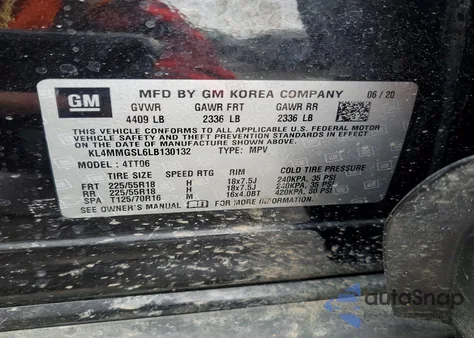 GM
MFD BY GM KOREA COMPANY 06/20
GVWR GAWR FRT GAWR RR
4409 LB 2336 LB 2336 LB
THIS VEHICLE CONFORMS TO ALL APPLICABLE U.S. FEDERAL MOTOR
VEHICLE SAFETY AND THEFT PREVENTION STANDARDS IN EFFECT
ON THE DATE OF MANUFACTURE SHOWN ABOVE.
KL4MMGSL6LB130132 TYPE: MPV
MODEL: 4TT06
TIRE SIZE SPEED RTG RIM COLD TIRE PRESSURE
FRT 225/55R18 H 18x7.5J 240KPA, 35 PSI
RR 225/55R18 H 18x7.5J 240KPA, 35 PSI
SPA T125/70R16 M 16x4.0BT 420KPA, 60 PSI
SEE OWNER'S MANUAL FOR MORE INFORMATION.
autoSnap